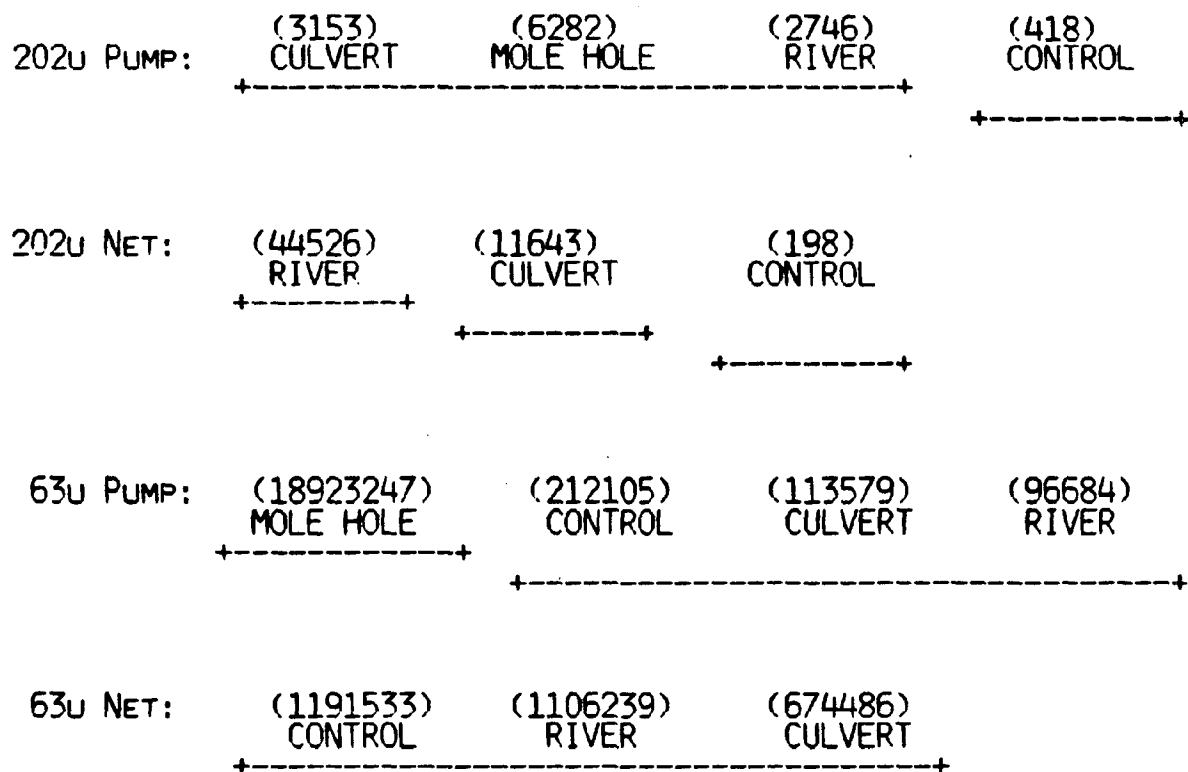 (3153) (6282) (2746) (418)
202u PUMP: CULVERT MOLE HOLE RIVER CONTROL
+-----------------------------------+
+-----------+
202u NET: (44526) (11643) (198)
RIVER CULVERT CONTROL
+---------+
+----------+
+----------+
63u PUMP: (18923247) (212105) (113579) (96684)
MOLE HOLE CONTROL CULVERT RIVER
+-------------+
+------------------------------------+
63u NET: (1191533) (1106239) (674486)
CONTROL RIVER CULVERT
+--------------------------------------+